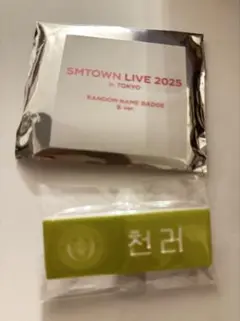 SMTOWN LIVE 2025
in TOKYO
RANDOM NAME BADGE
B ver.
천러